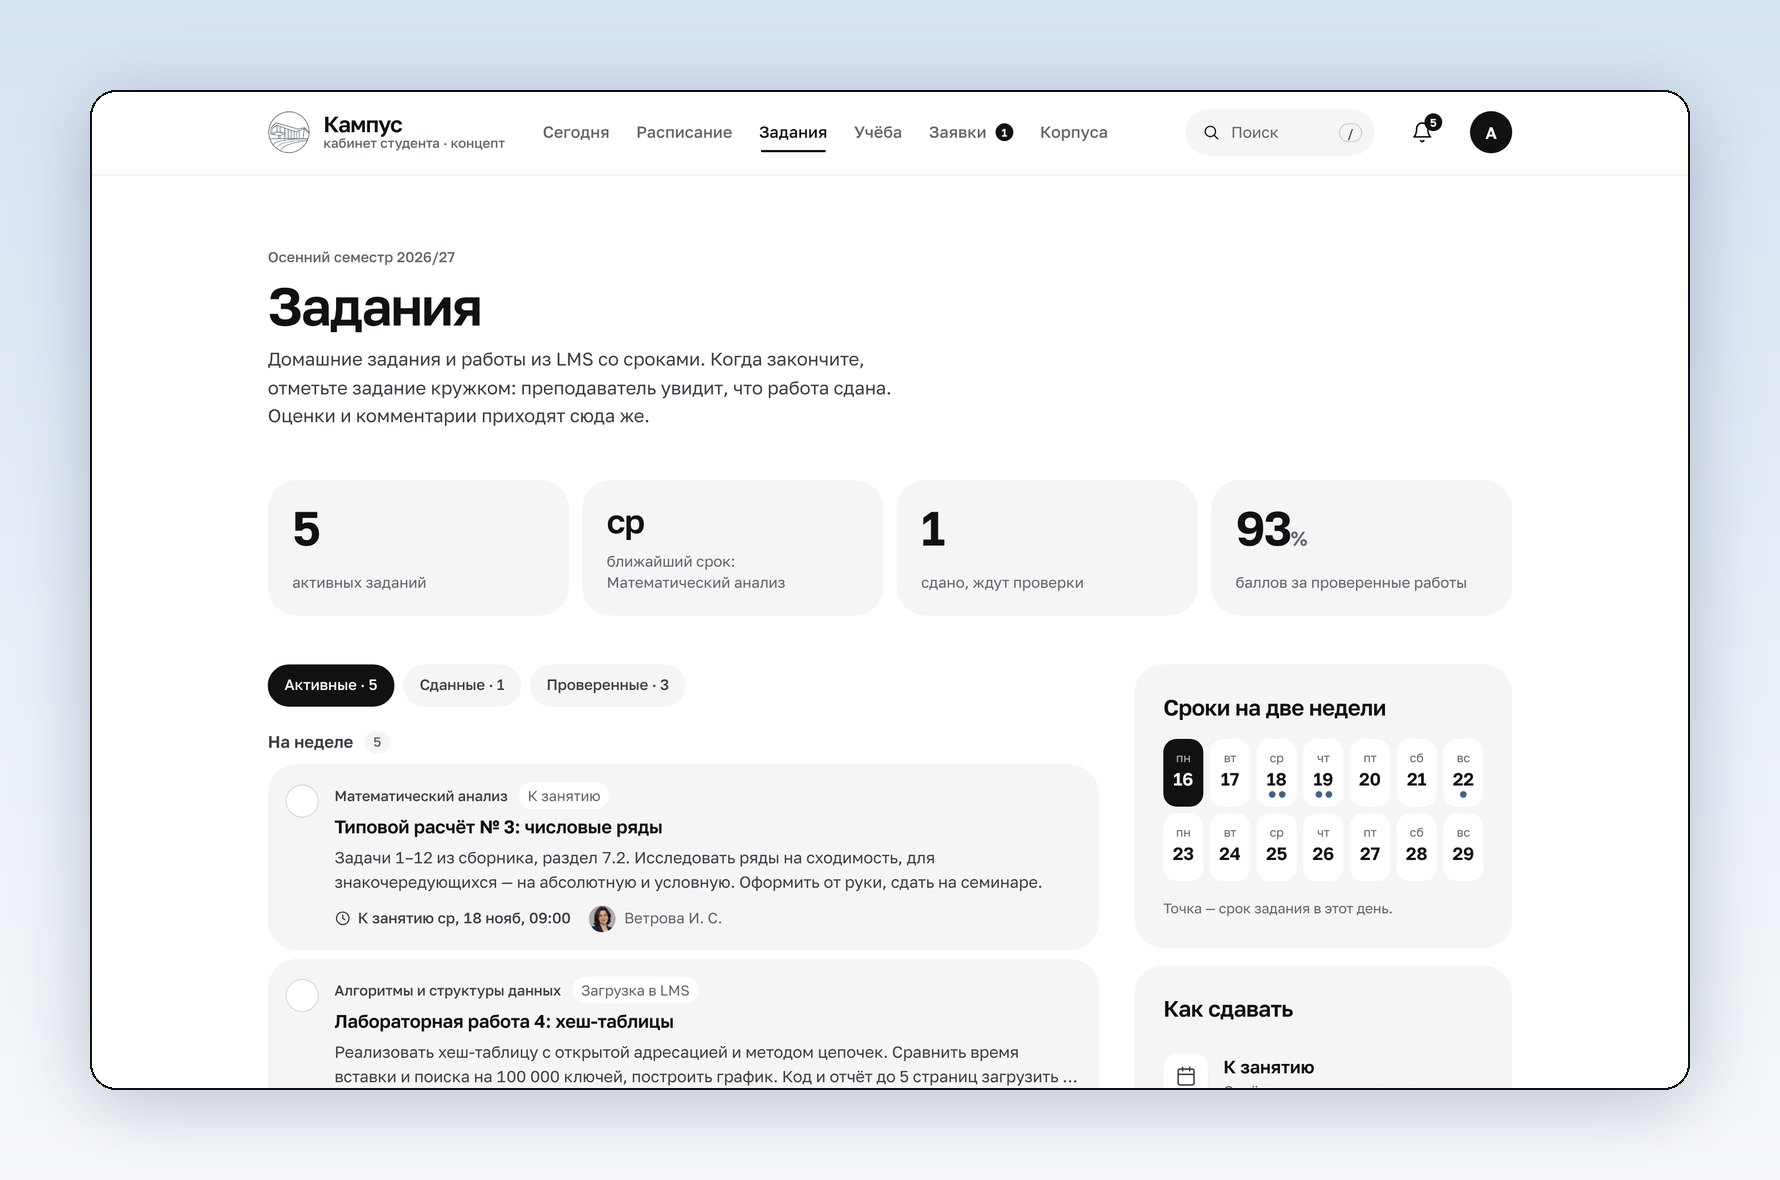 Кампус
кабинет студента · концепт
Сегодня
Расписание
Задания
Учёба
Заявки 1
Корпуса
Поиск /
5
А
Осенний семестр 2026/27
Задания
Домашние задания и работы из LMS со сроками. Когда закончите,
отметьте задание кружком: преподаватель увидит, что работа сдана.
Оценки и комментарии приходят сюда же.
5
активных заданий
ср
ближайший срок:
Математический анализ
1
сдано, ждут проверки
93%
баллов за проверенные работы
Активные · 5
Сданные · 1
Проверенные · 3
На неделе 5
Математический анализ К занятию
Типовой расчёт № 3: числовые ряды
Задачи 1–12 из сборника, раздел 7.2. Исследовать ряды на сходимость, для
знакочередующихся — на абсолютную и условную. Оформить от руки, сдать на семинаре.
К занятию ср, 18 нояб, 09:00 Ветрова И. С.
Алгоритмы и структуры данных Загрузка в LMS
Лабораторная работа 4: хеш-таблицы
Реализовать хеш-таблицу с открытой адресацией и методом цепочек. Сравнить время
вставки и поиска на 100 000 ключей, построить график. Код и отчёт до 5 страниц загрузить …
Сроки на две недели
пн вт ср чт пт сб вс
16 17 18 19 20 21 22
пн вт ср чт пт сб вс
23 24 25 26 27 28 29
Точка — срок задания в этот день.
Как сдавать
К занятию